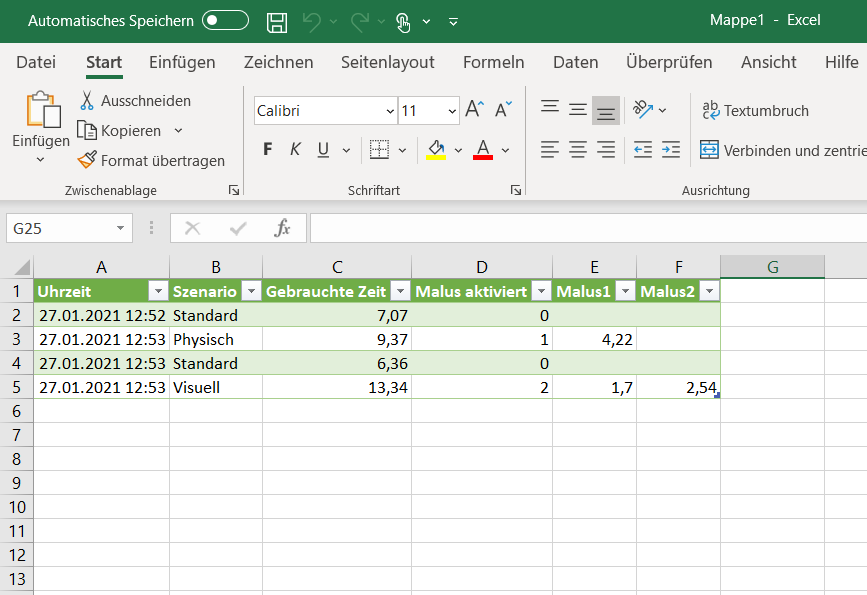 Automatisches Speichern Mappe1 - Excel
Datei Start Einfügen Zeichnen Seitenlayout Formeln Daten Überprüfen Ansicht Hilfe
Einfügen
Ausschneiden
Kopieren
Format übertragen
Zwischenablage
Calibri 11 A A
F K U A
Schriftart
ab Textumbruch
Verbinden und zentrie
Ausrichtung
G25 fx
A B C D E F G
1 Uhrzeit Szenario Gebrauchte Zeit Malus aktiviert Malus1 Malus2
2 27.01.2021 12:52 Standard 7,07 0
3 27.01.2021 12:53 Physisch 9,37 1 4,22
4 27.01.2021 12:53 Standard 6,36 0
5 27.01.2021 12:53 Visuell 13,34 2 1,7 2,54
6
7
8
9
10
11
12
13